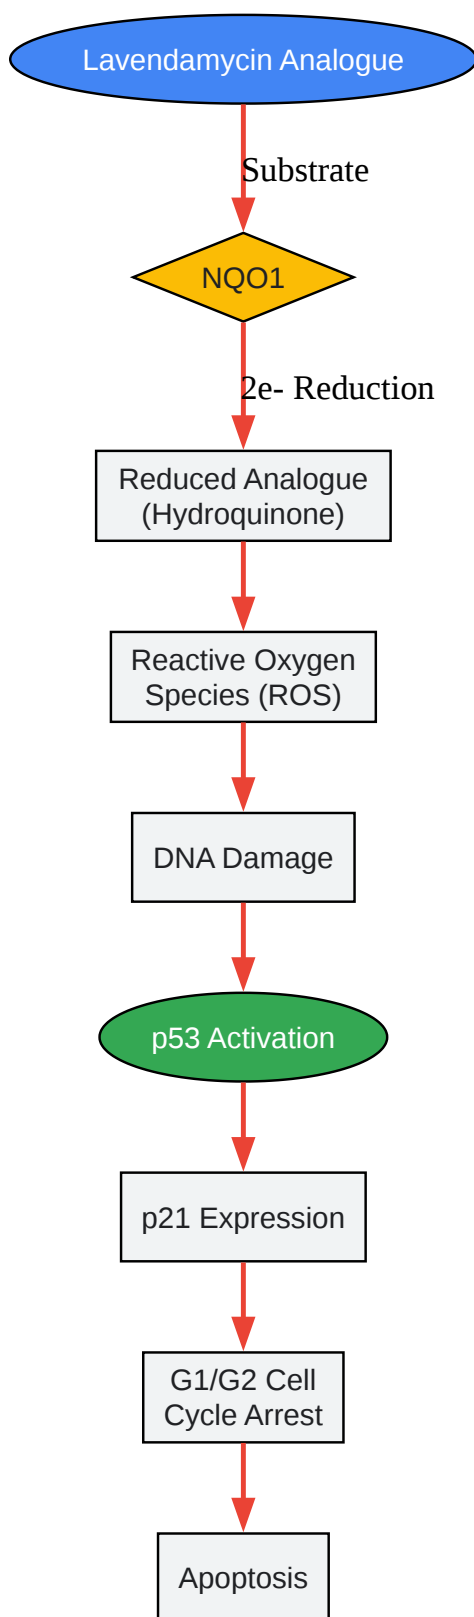 Lavendamycin Analogue
Substrate
NQO1
2e- Reduction
Reduced Analogue
(Hydroquinone)
Reactive Oxygen
Species (ROS)
DNA Damage
p53 Activation
p21 Expression
G1/G2 Cell
Cycle Arrest
Apoptosis